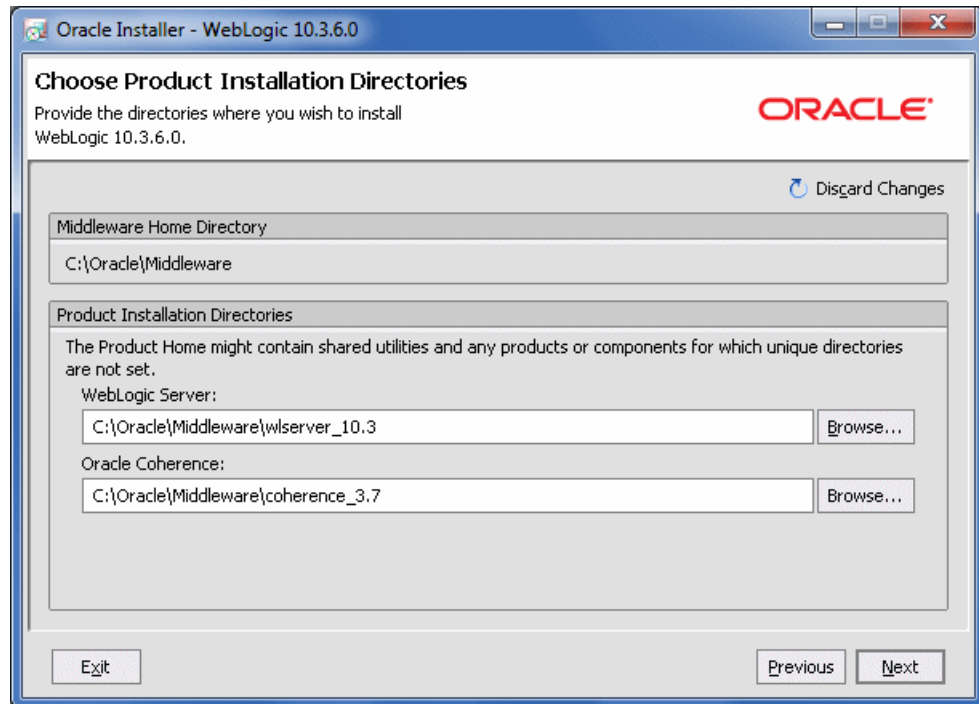 Oracle Installer - WebLogic 10.3.6.0
Choose Product Installation Directories
Provide the directories where you wish to install
WebLogic 10.3.6.0.
ORACLE
Discard Changes
Middleware Home Directory
C:\Oracle\Middleware
Product Installation Directories
The Product Home might contain shared utilities and any products or components for which unique directories
are not set.
WebLogic Server:
C:\Oracle\Middleware\wlserver_10.3
Browse...
Oracle Coherence:
C:\Oracle\Middleware\coherence_3.7
Browse...
Exit
Previous
Next